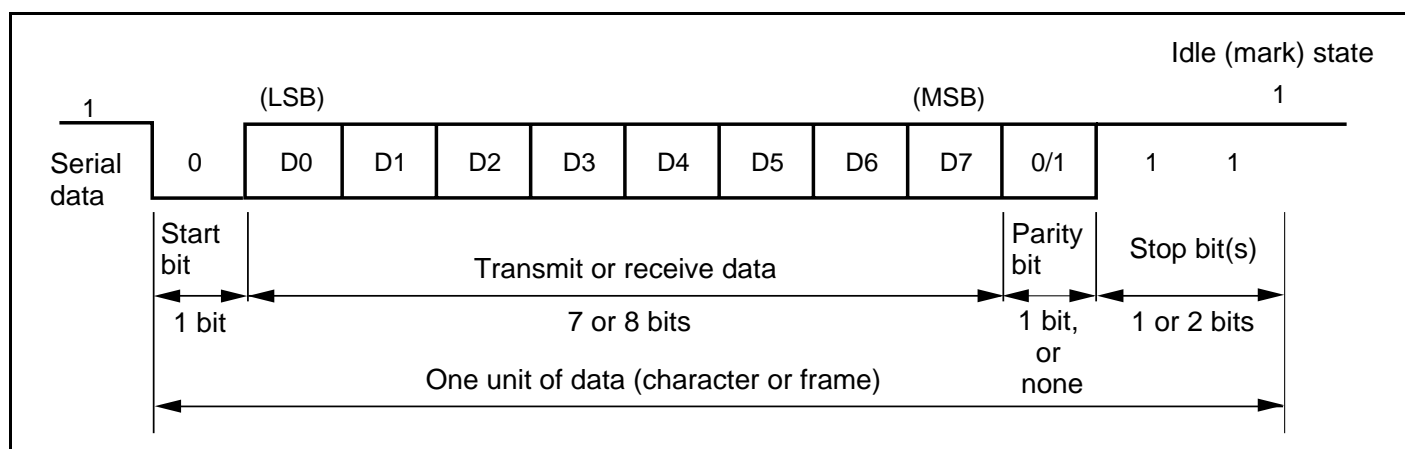 Idle (mark) state
1 (LSB) (MSB) 1
Serial
data
0 D0 D1 D2 D3 D4 D5 D6 D7 0/1 1 1
Start
bit
Transmit or receive data
Parity
bit
Stop bit(s)
1 bit
7 or 8 bits
1 bit,
or
none
1 or 2 bits
One unit of data (character or frame)